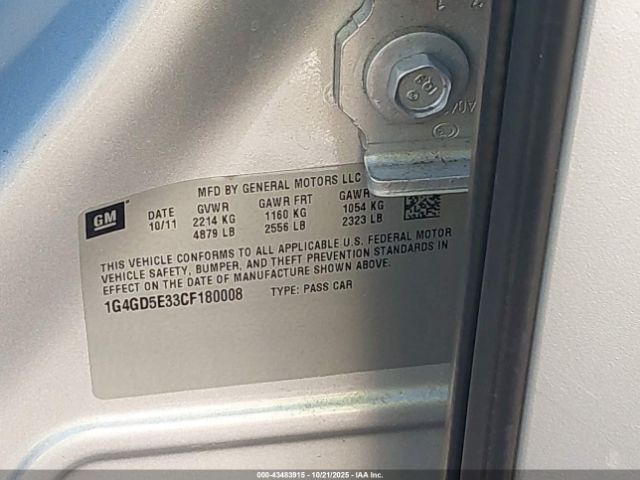 GM
MFD BY GENERAL MOTORS LLC
DATE GVWR GAWR FRT GAWR
10/11 2214 KG 1160 KG 1054 KG
4879 LB 2556 LB 2323 LB
THIS VEHICLE CONFORMS TO ALL APPLICABLE U.S. FEDERAL MOTOR
VEHICLE SAFETY, BUMPER, AND THEFT PREVENTION STANDARDS IN
EFFECT ON THE DATE OF MANUFACTURE SHOWN ABOVE.
1G4GD5E33CF180008 TYPE: PASS CAR
000-43483915 - 10/21/2025 - IAA Inc.